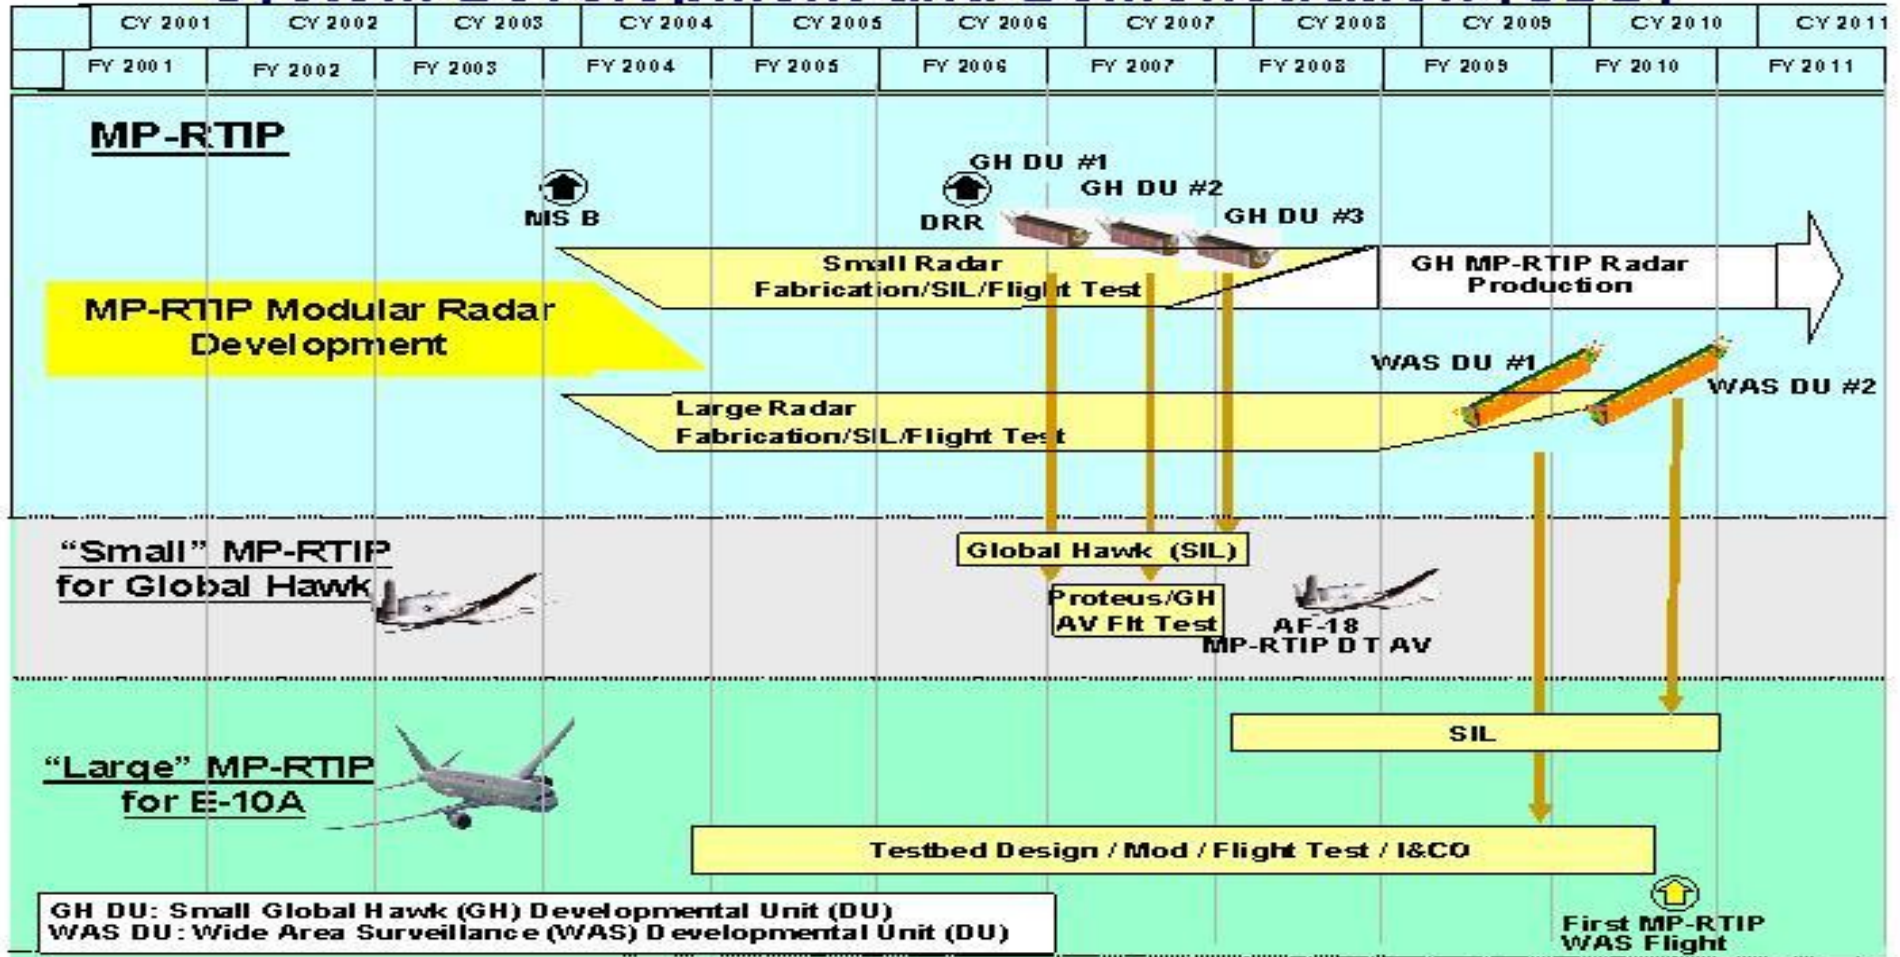 CY 2001 CY 2002 CY 2003 CY 2004 CY 2005 CY 2006 CY 2007 CY 2008 CY 2009 CY 2010 CY 2011
FY 2001 FY 2002 FY 2003 FY 2004 FY 2005 FY 2006 FY 2007 FY 2008 FY 2009 FY 2010 FY 2011
MP-RTIP
GH DU #1
GH DU #2
GH DU #3
MS B
DRR
Small Radar
Fabrication/SIL/Flight Test
GH MP-RTIP Radar
Production
MP-RTIP Modular Radar
Development
WAS DU #1
WAS DU #2
Large Radar
Fabrication/SIL/Flight Test
“Small” MP-RTIP
for Global Hawk
Global Hawk (SIL)
Proteus/GH
AV Flt Test
AF-18
MP-RTIP DT AV
“Large” MP-RTIP
for E-10A
SIL
Testbed Design / Mod / Flight Test / I&CO
First MP-RTIP
WAS Flight
GH DU: Small Global Hawk (GH) Developmental Unit (DU)
WAS DU: Wide Area Surveillance (WAS) Developmental Unit (DU)